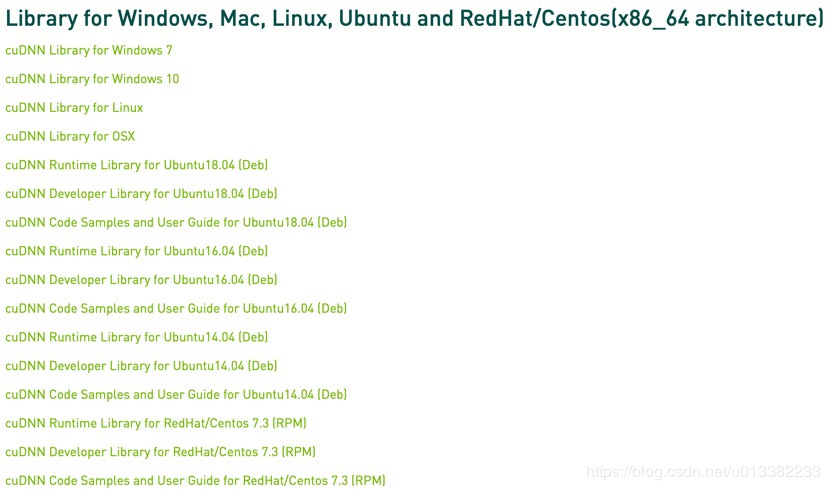 Library for Windows, Mac, Linux, Ubuntu and RedHat/Centos(x86_64 architecture)
cuDNN Library for Windows 7
cuDNN Library for Windows 10
cuDNN Library for Linux
cuDNN Library for OSX
cuDNN Runtime Library for Ubuntu18.04 (Deb)
cuDNN Developer Library for Ubuntu18.04 (Deb)
cuDNN Code Samples and User Guide for Ubuntu18.04 (Deb)
cuDNN Runtime Library for Ubuntu16.04 (Deb)
cuDNN Developer Library for Ubuntu16.04 (Deb)
cuDNN Code Samples and User Guide for Ubuntu16.04 (Deb)
cuDNN Runtime Library for Ubuntu14.04 (Deb)
cuDNN Developer Library for Ubuntu14.04 (Deb)
cuDNN Code Samples and User Guide for Ubuntu14.04 (Deb)
cuDNN Runtime Library for RedHat/Centos 7.3 (RPM)
cuDNN Developer Library for RedHat/Centos 7.3 (RPM)
cuDNN Code Samples and User Guide for RedHat/Centos 7.3 (RPM)
https://blog.csdn.net/u013382233